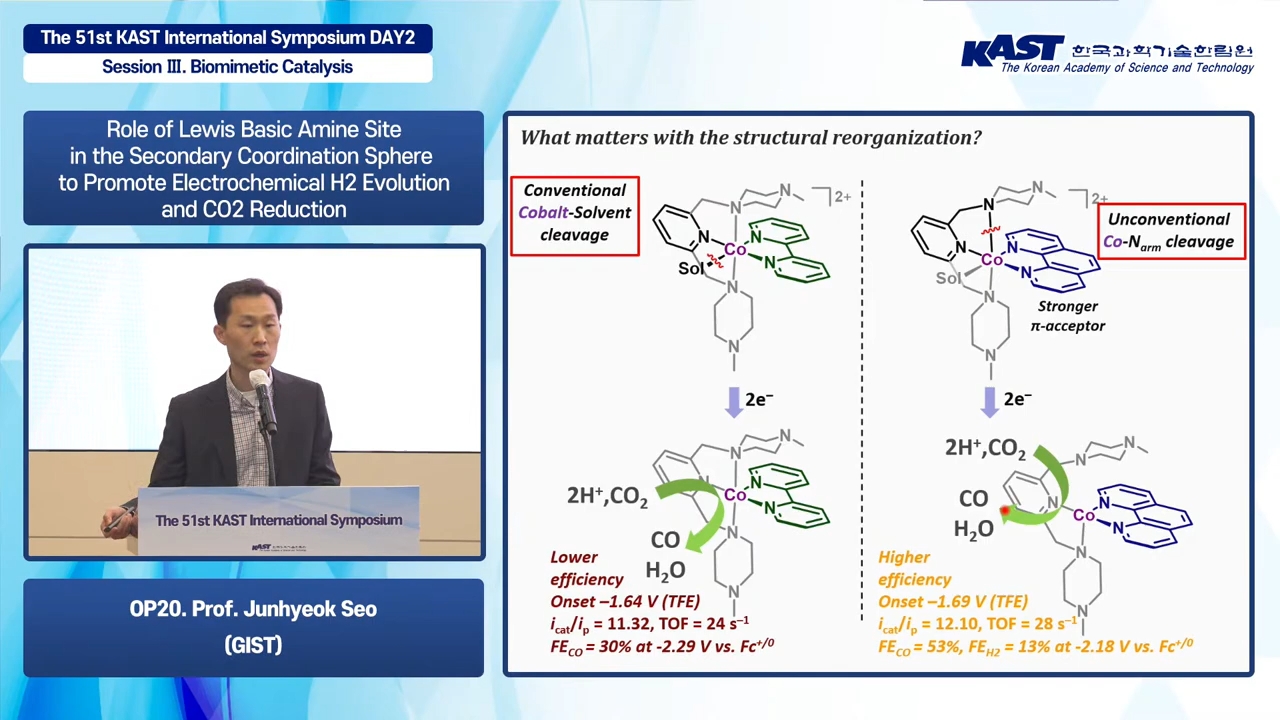 The 51st KAST International Symposium DAY2
Session III. Biomimetic Catalysis
KAST 한국과학기술한림원
The Korean Academy of Science and Technology
Role of Lewis Basic Amine Site
in the Secondary Coordination Sphere
to Promote Electrochemical H2 Evolution
and CO2 Reduction
The 51st KAST International Symposium
KAST
OP20. Prof. Junhyeok Seo
(GIST)
What matters with the structural reorganization?
Conventional
Cobalt-Solvent
cleavage
2+
N
N
N
N
Co
Sol
N
N
2e⁻
2H⁺,CO₂
CO
H₂O
N
N
N
N
Co
N
N
N
Lower
efficiency
Onset –1.64 V (TFE)
i_cat/i_p = 11.32, TOF = 24 s⁻¹
FE_CO = 30% at -2.29 V vs. Fc⁺/⁰
Unconventional
Co-N_arm cleavage
2+
N
N
N
N
Co
N
Sol
N
N
Stronger
π-acceptor
2e⁻
2H⁺,CO₂
CO
H₂O
N
N
N
N
Co
N
N
N
Higher
efficiency
Onset –1.69 V (TFE)
i_cat/i_p = 12.10, TOF = 28 s⁻¹
FE_CO = 53%, FE_H2 = 13% at -2.18 V vs. Fc⁺/⁰